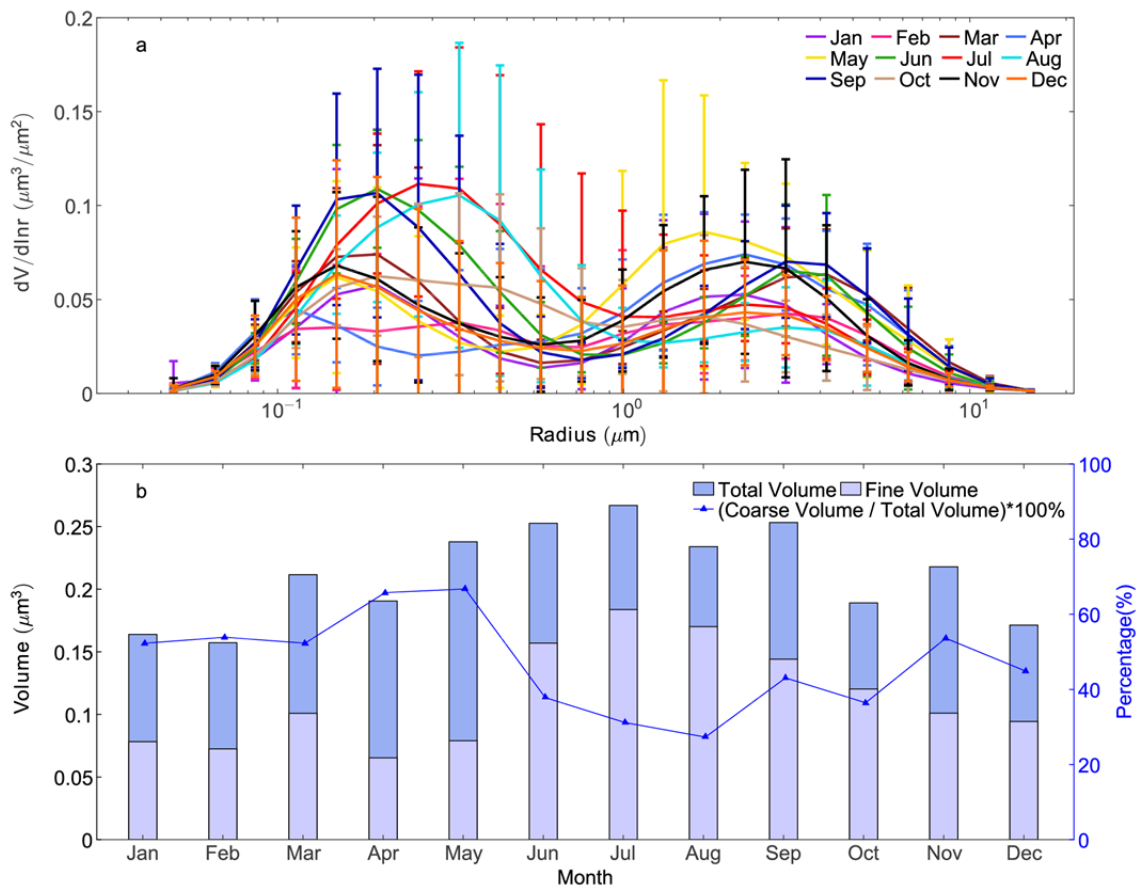 a
Jan Feb Mar Apr
May Jun Jul Aug
Sep Oct Nov Dec
0.2
0.15
0.1
0.05
0
dV/dlnr (μm³/μm²)
10⁻¹ 10⁰ 10¹
Radius (μm)
b
Total Volume Fine Volume
(Coarse Volume / Total Volume)*100%
0.3
0.25
0.2
0.15
0.1
0.05
0
Volume (μm³)
100
80
60
40
20
0
Percentage(%)
Jan Feb Mar Apr May Jun Jul Aug Sep Oct Nov Dec
Month